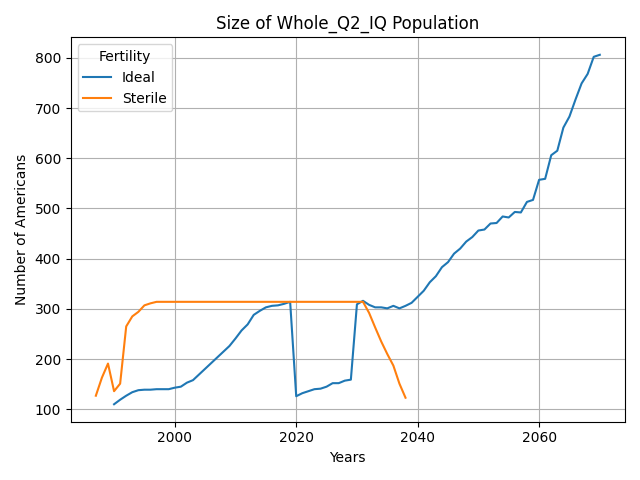 Size of Whole_Q2_IQ Population
Fertility
Ideal
Sterile
Number of Americans
800
700
600
500
400
300
200
100
2000
2020
2040
2060
Years